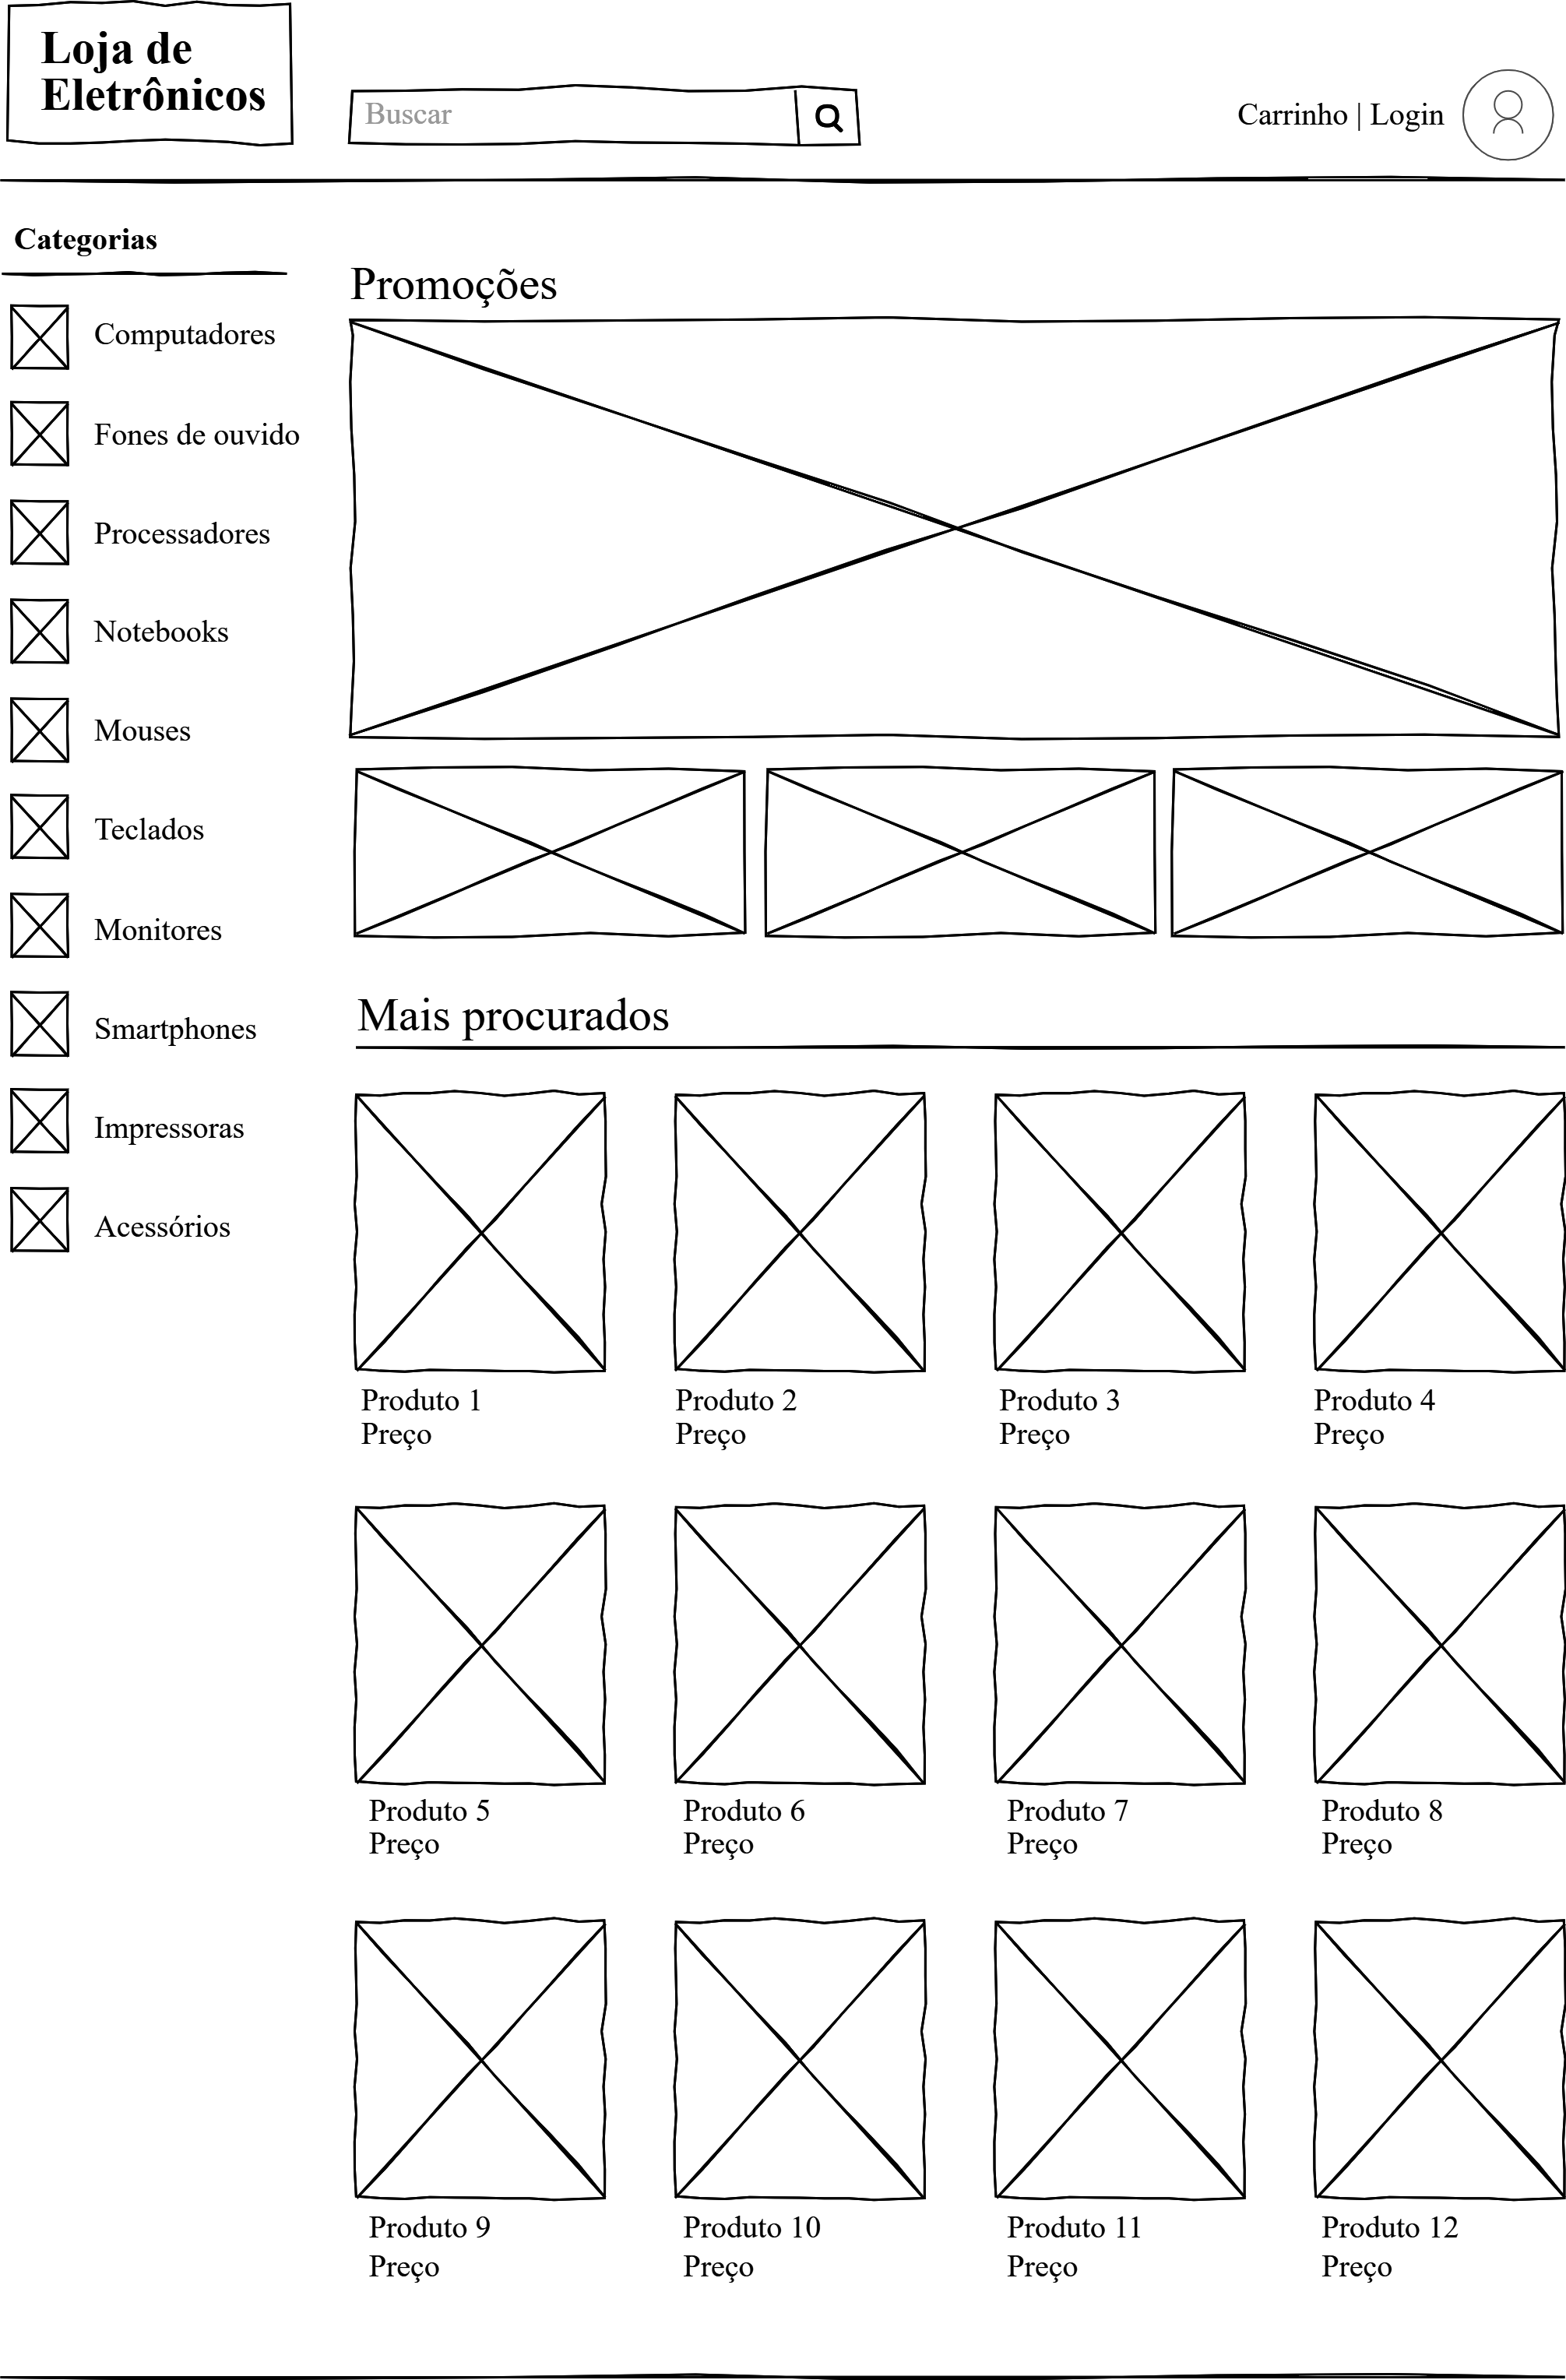 Loja de
Eletrônicos
Buscar
Carrinho | Login
Categorias
Computadores
Fones de ouvido
Processadores
Notebooks
Mouses
Teclados
Monitores
Smartphones
Impressoras
Acessórios
Promoções
Mais procurados
Produto 1
Preço
Produto 2
Preço
Produto 3
Preço
Produto 4
Preço
Produto 5
Preço
Produto 6
Preço
Produto 7
Preço
Produto 8
Preço
Produto 9
Preço
Produto 10
Preço
Produto 11
Preço
Produto 12
Preço